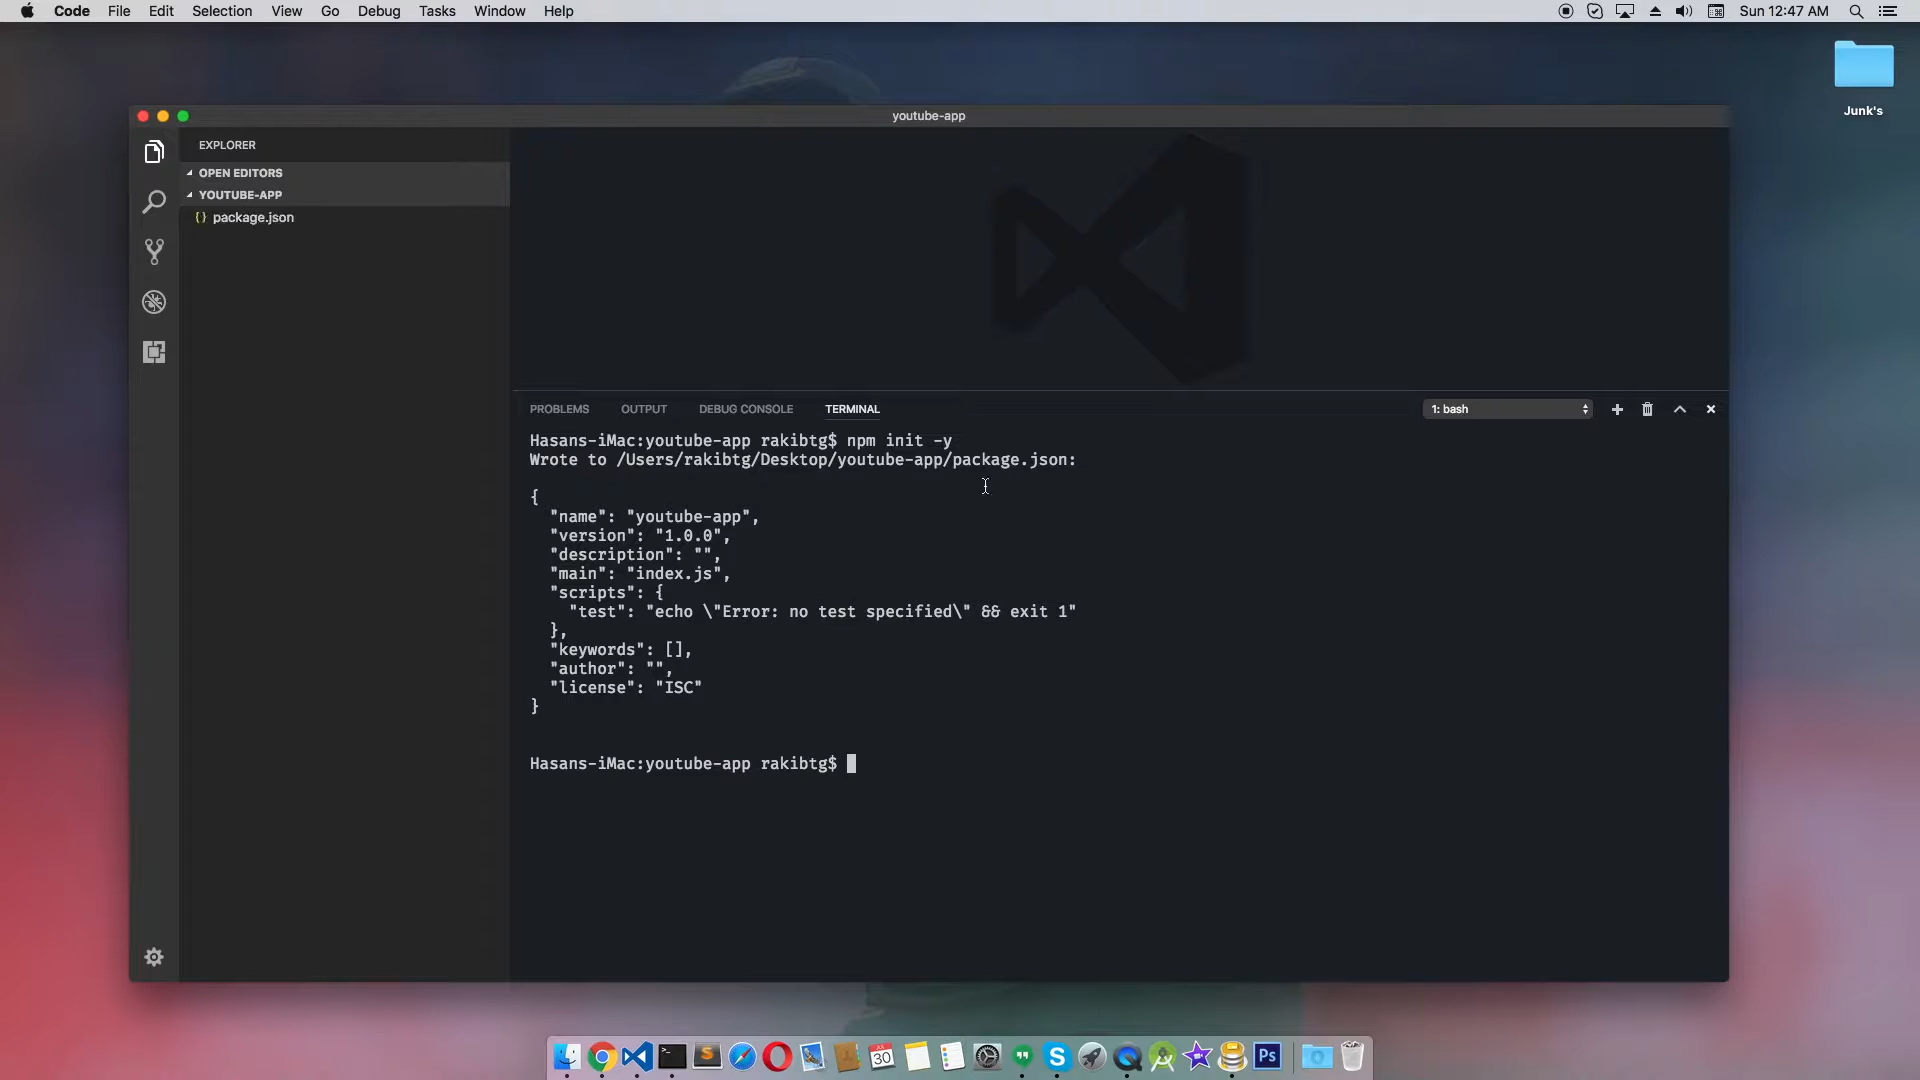 Code File Edit Selection View Go Debug Tasks Window Help
Sun 12:47 AM
Junk's
youtube-app
EXPLORER
OPEN EDITORS
YOUTUBE-APP
{} package.json
PROBLEMS OUTPUT DEBUG CONSOLE TERMINAL
1: bash
Hasans-iMac:youtube-app rakibtg$ npm init -y
Wrote to /Users/rakibtg/Desktop/youtube-app/package.json:
{
"name": "youtube-app",
"version": "1.0.0",
"description": "",
"main": "index.js",
"scripts": {
"test": "echo \"Error: no test specified\" && exit 1"
},
"keywords": [],
"author": "",
"license": "ISC"
}
Hasans-iMac:youtube-app rakibtg$
30
Ps